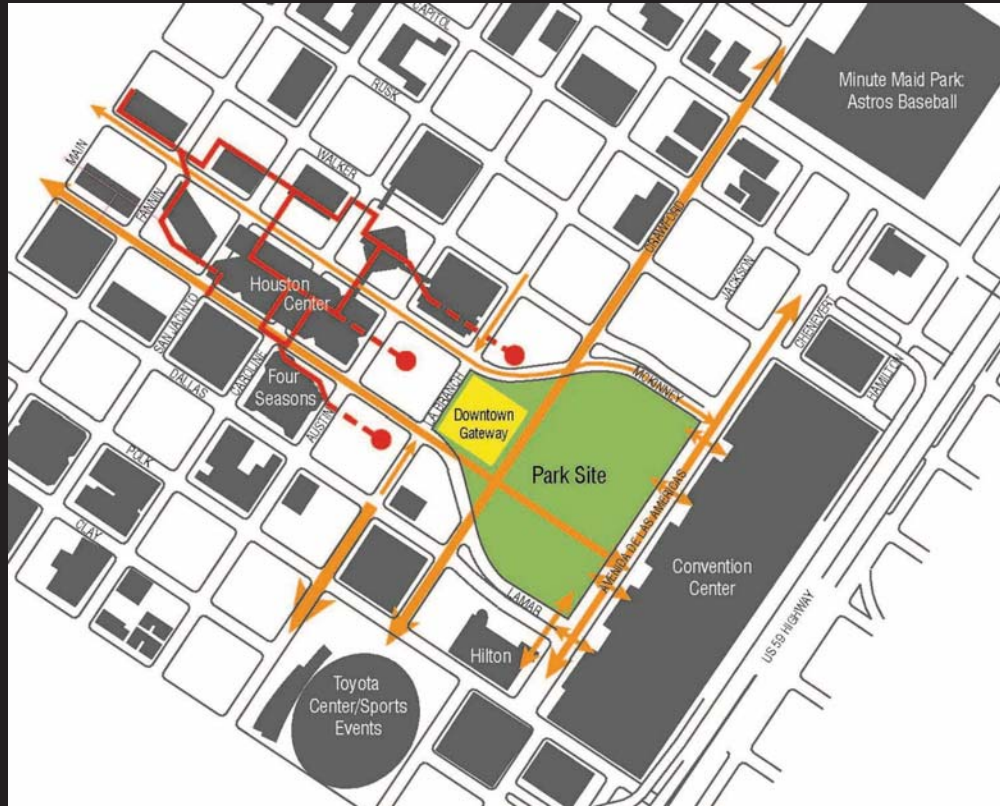 CAPITOL
RUSK
Minute Maid Park:
Astros Baseball
MAIN
WALKER
FANNIN
CRAWFORD
JACKSON
Houston
Center
SAN JACINTO
CHENEVERT
HAMILTON
DALLAS
CAROLINE
Four
Seasons
AUSTIN
LA BRANCH
MCKINNEY
Downtown
Gateway
Park Site
POLK
CLAY
AVENIDA DE LAS AMERICAS
Convention
Center
LAMAR
US 59 HIGHWAY
Hilton
Toyota
Center/Sports
Events